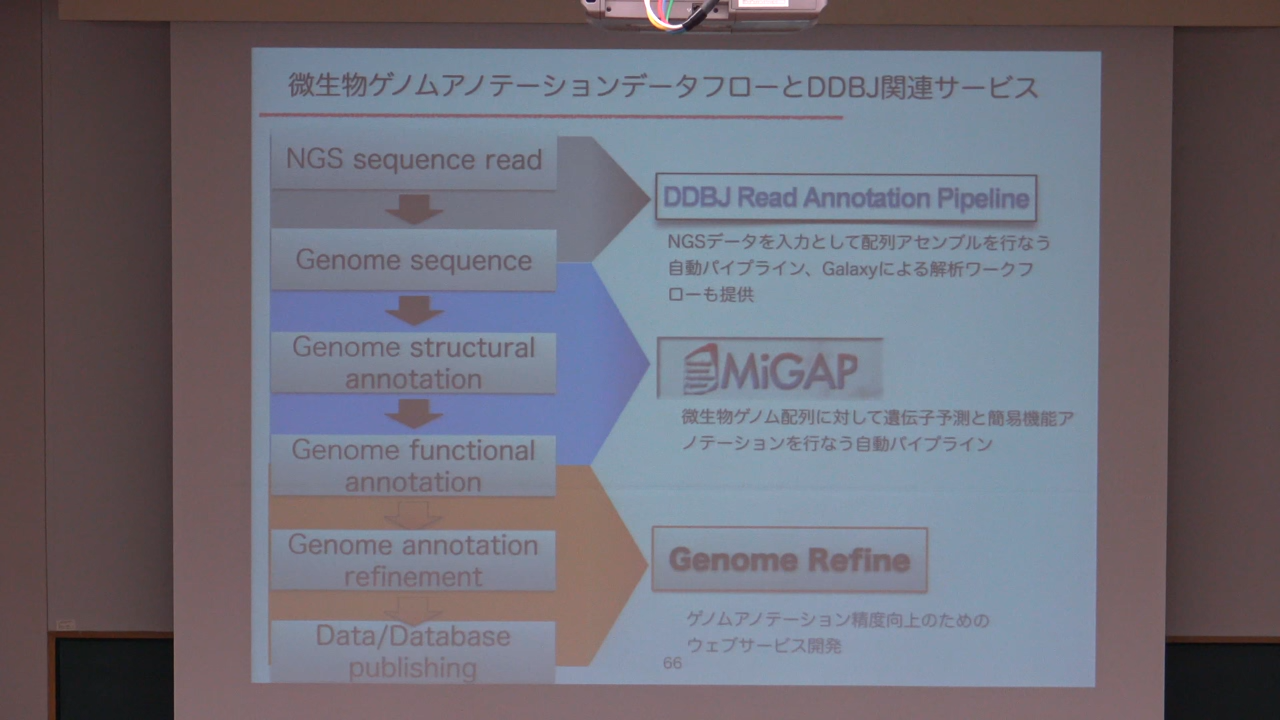 微生物ゲノムアノテーションデータフローとDDBJ関連サービス
NGS sequence read
Genome sequence
Genome structural
annotation
Genome functional
annotation
Genome annotation
refinement
Data/Database
publishing
DDBJ Read Annotation Pipeline
NGSデータを入力として配列アセンブルを行なう
自動パイプライン、Galaxyによる解析ワークフ
ローも提供
MiGAP
微生物ゲノム配列に対して遺伝子予測と簡易機能ア
ノテーションを行なう自動パイプライン
Genome Refine
ゲノムアノテーション精度向上のための
ウェブサービス開発
66